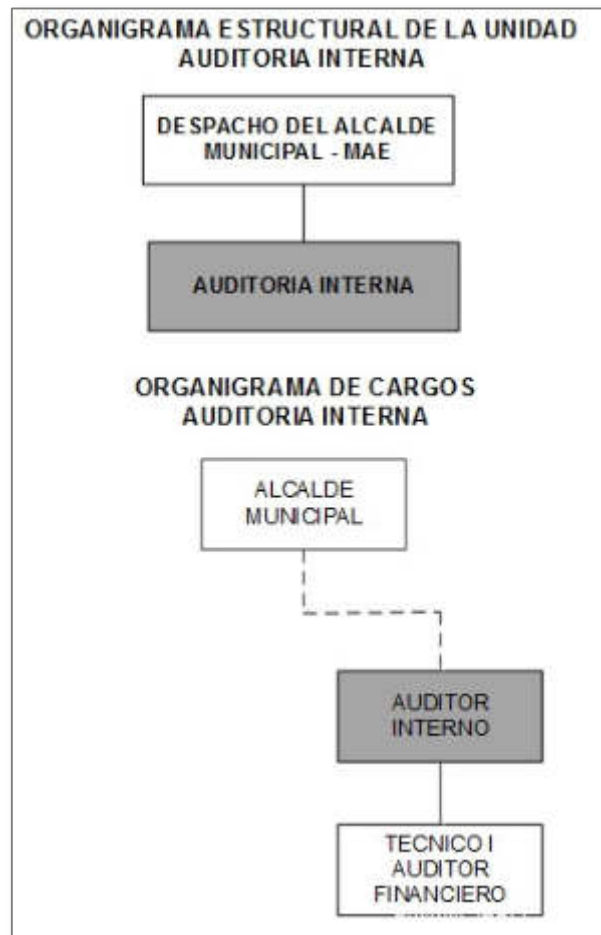 ORGANIGRAMA ESTRUCTURAL DE LA UNIDAD
AUDITORIA INTERNA
DESPACHO DEL ALCALDE
MUNICIPAL - MAE
AUDITORIA INTERNA
ORGANIGRAMA DE CARGOS
AUDITORIA INTERNA
ALCALDE
MUNICIPAL
AUDITOR
INTERNO
TECNICO I
AUDITOR
FINANCIERO